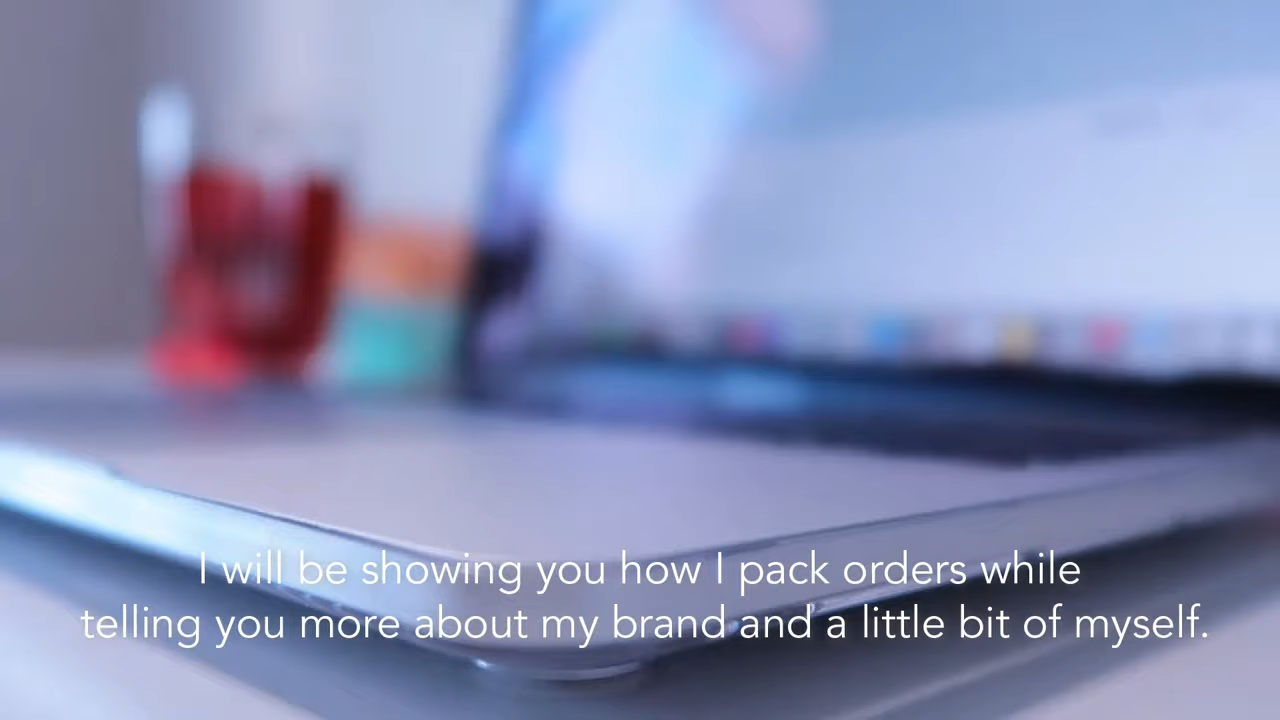 I will be showing you how I pack orders while
telling you more about my brand and a little bit of myself.